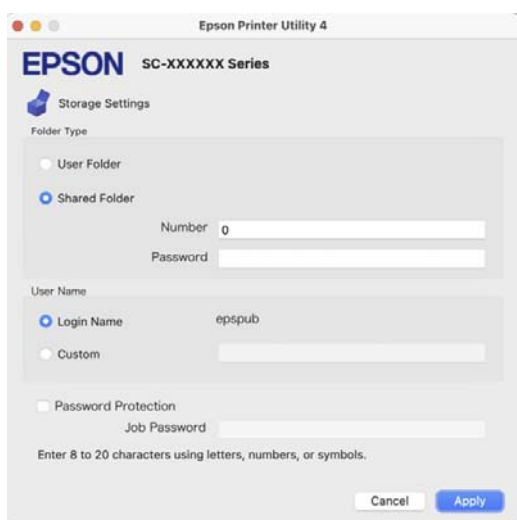 Epson Printer Utility 4
EPSON SC-XXXXXX Series
Storage Settings
Folder Type
User Folder
Shared Folder
Number 0
Password
User Name
Login Name epspub
Custom
Password Protection
Job Password
Enter 8 to 20 characters using letters, numbers, or symbols.
Cancel Apply